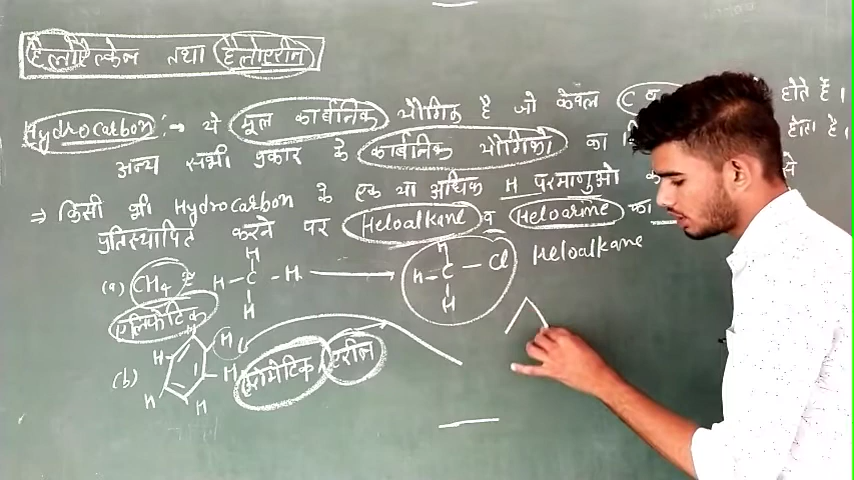 हैलोऐल्केन तथा हैलोएरीन
Hydrocarbon :→ ये मूल कार्बनिक यौगिक है जो केवल C व होते हैं।
अन्य सभी प्रकार के कार्बनिक यौगिको का होता है,
⇒ किसी भी Hydrocarbon के एक या अधिक H परमाणुओ
प्रतिस्थापित करने पर Heloalkane व Heloarine का
(a) CH4 H-C-H H H → H-C-Cl H H Heloalkane
एलिफेटिक
(b) H H H H H एरोमेटिक एरीन